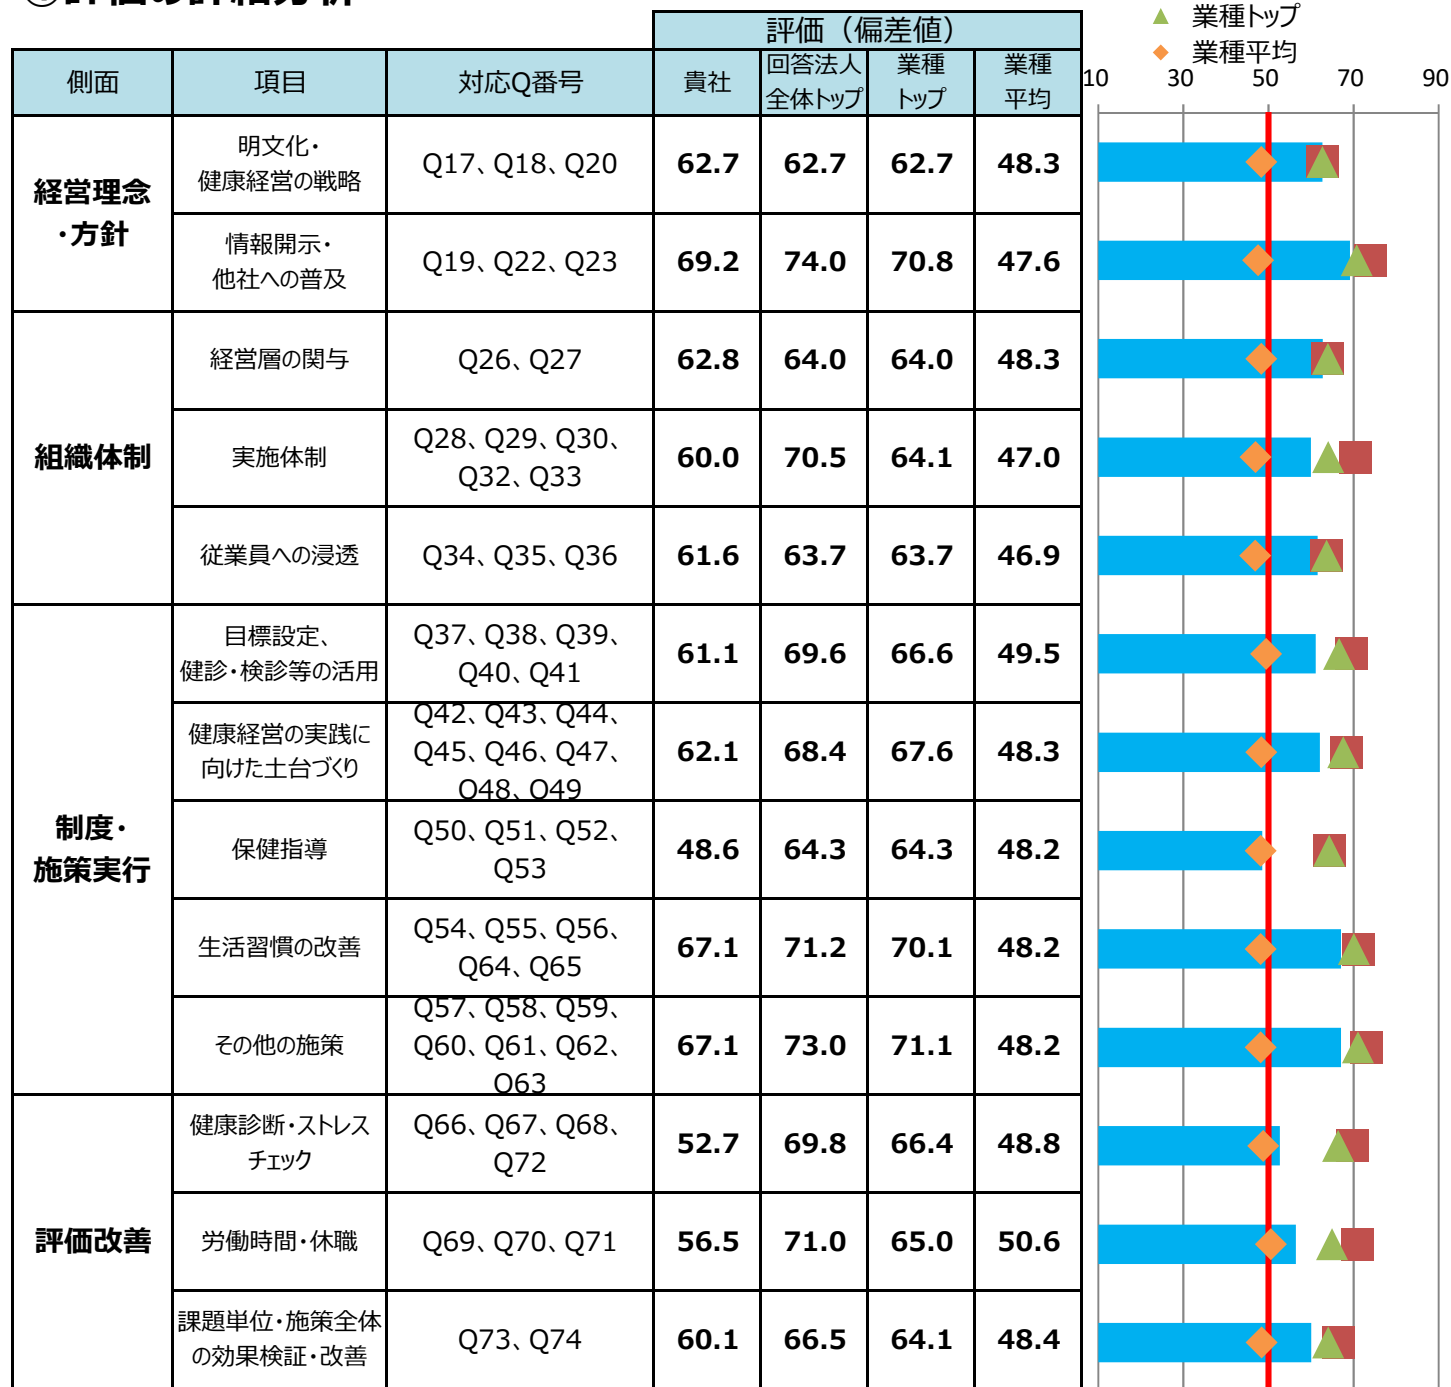 評価の詳細分析
業種トップ
業種平均
評価（偏差値）
側面 項目 対応Q番号 貴社 回答法人全体トップ 業種トップ 業種平均
10 30 50 70 90
経営理念・方針
明文化・健康経営の戦略 Q17、Q18、Q20 62.7 62.7 62.7 48.3
情報開示・他社への普及 Q19、Q22、Q23 69.2 74.0 70.8 47.6
組織体制
経営層の関与 Q26、Q27 62.8 64.0 64.0 48.3
実施体制 Q28、Q29、Q30、Q32、Q33 60.0 70.5 64.1 47.0
従業員への浸透 Q34、Q35、Q36 61.6 63.7 63.7 46.9
制度・施策実行
目標設定、健診・検診等の活用 Q37、Q38、Q39、Q40、Q41 61.1 69.6 66.6 49.5
健康経営の実践に向けた土台づくり Q42、Q43、Q44、Q45、Q46、Q47、Q48、Q49 62.1 68.4 67.6 48.3
保健指導 Q50、Q51、Q52、Q53 48.6 64.3 64.3 48.2
生活習慣の改善 Q54、Q55、Q56、Q64、Q65 67.1 71.2 70.1 48.2
その他の施策 Q57、Q58、Q59、Q60、Q61、Q62、Q63 67.1 73.0 71.1 48.2
評価改善
健康診断・ストレスチェック Q66、Q67、Q68、Q72 52.7 69.8 66.4 48.8
労働時間・休職 Q69、Q70、Q71 56.5 71.0 65.0 50.6
課題単位・施策全体の効果検証・改善 Q73、Q74 60.1 66.5 64.1 48.4